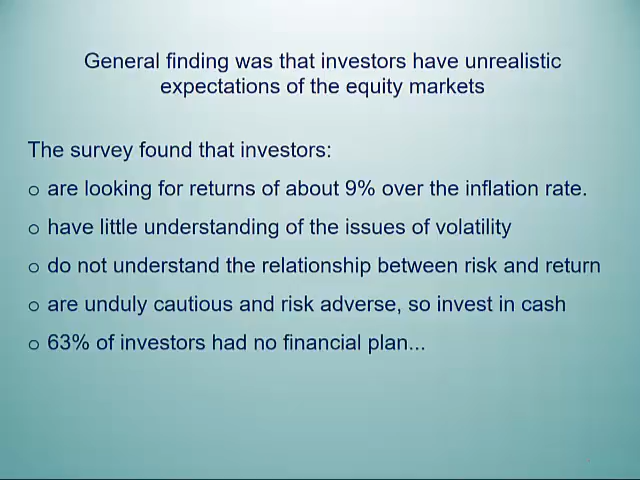 General finding was that investors have unrealistic
expectations of the equity markets
The survey found that investors:
o are looking for returns of about 9% over the inflation rate.
o have little understanding of the issues of volatility
o do not understand the relationship between risk and return
o are unduly cautious and risk adverse, so invest in cash
o 63% of investors had no financial plan...